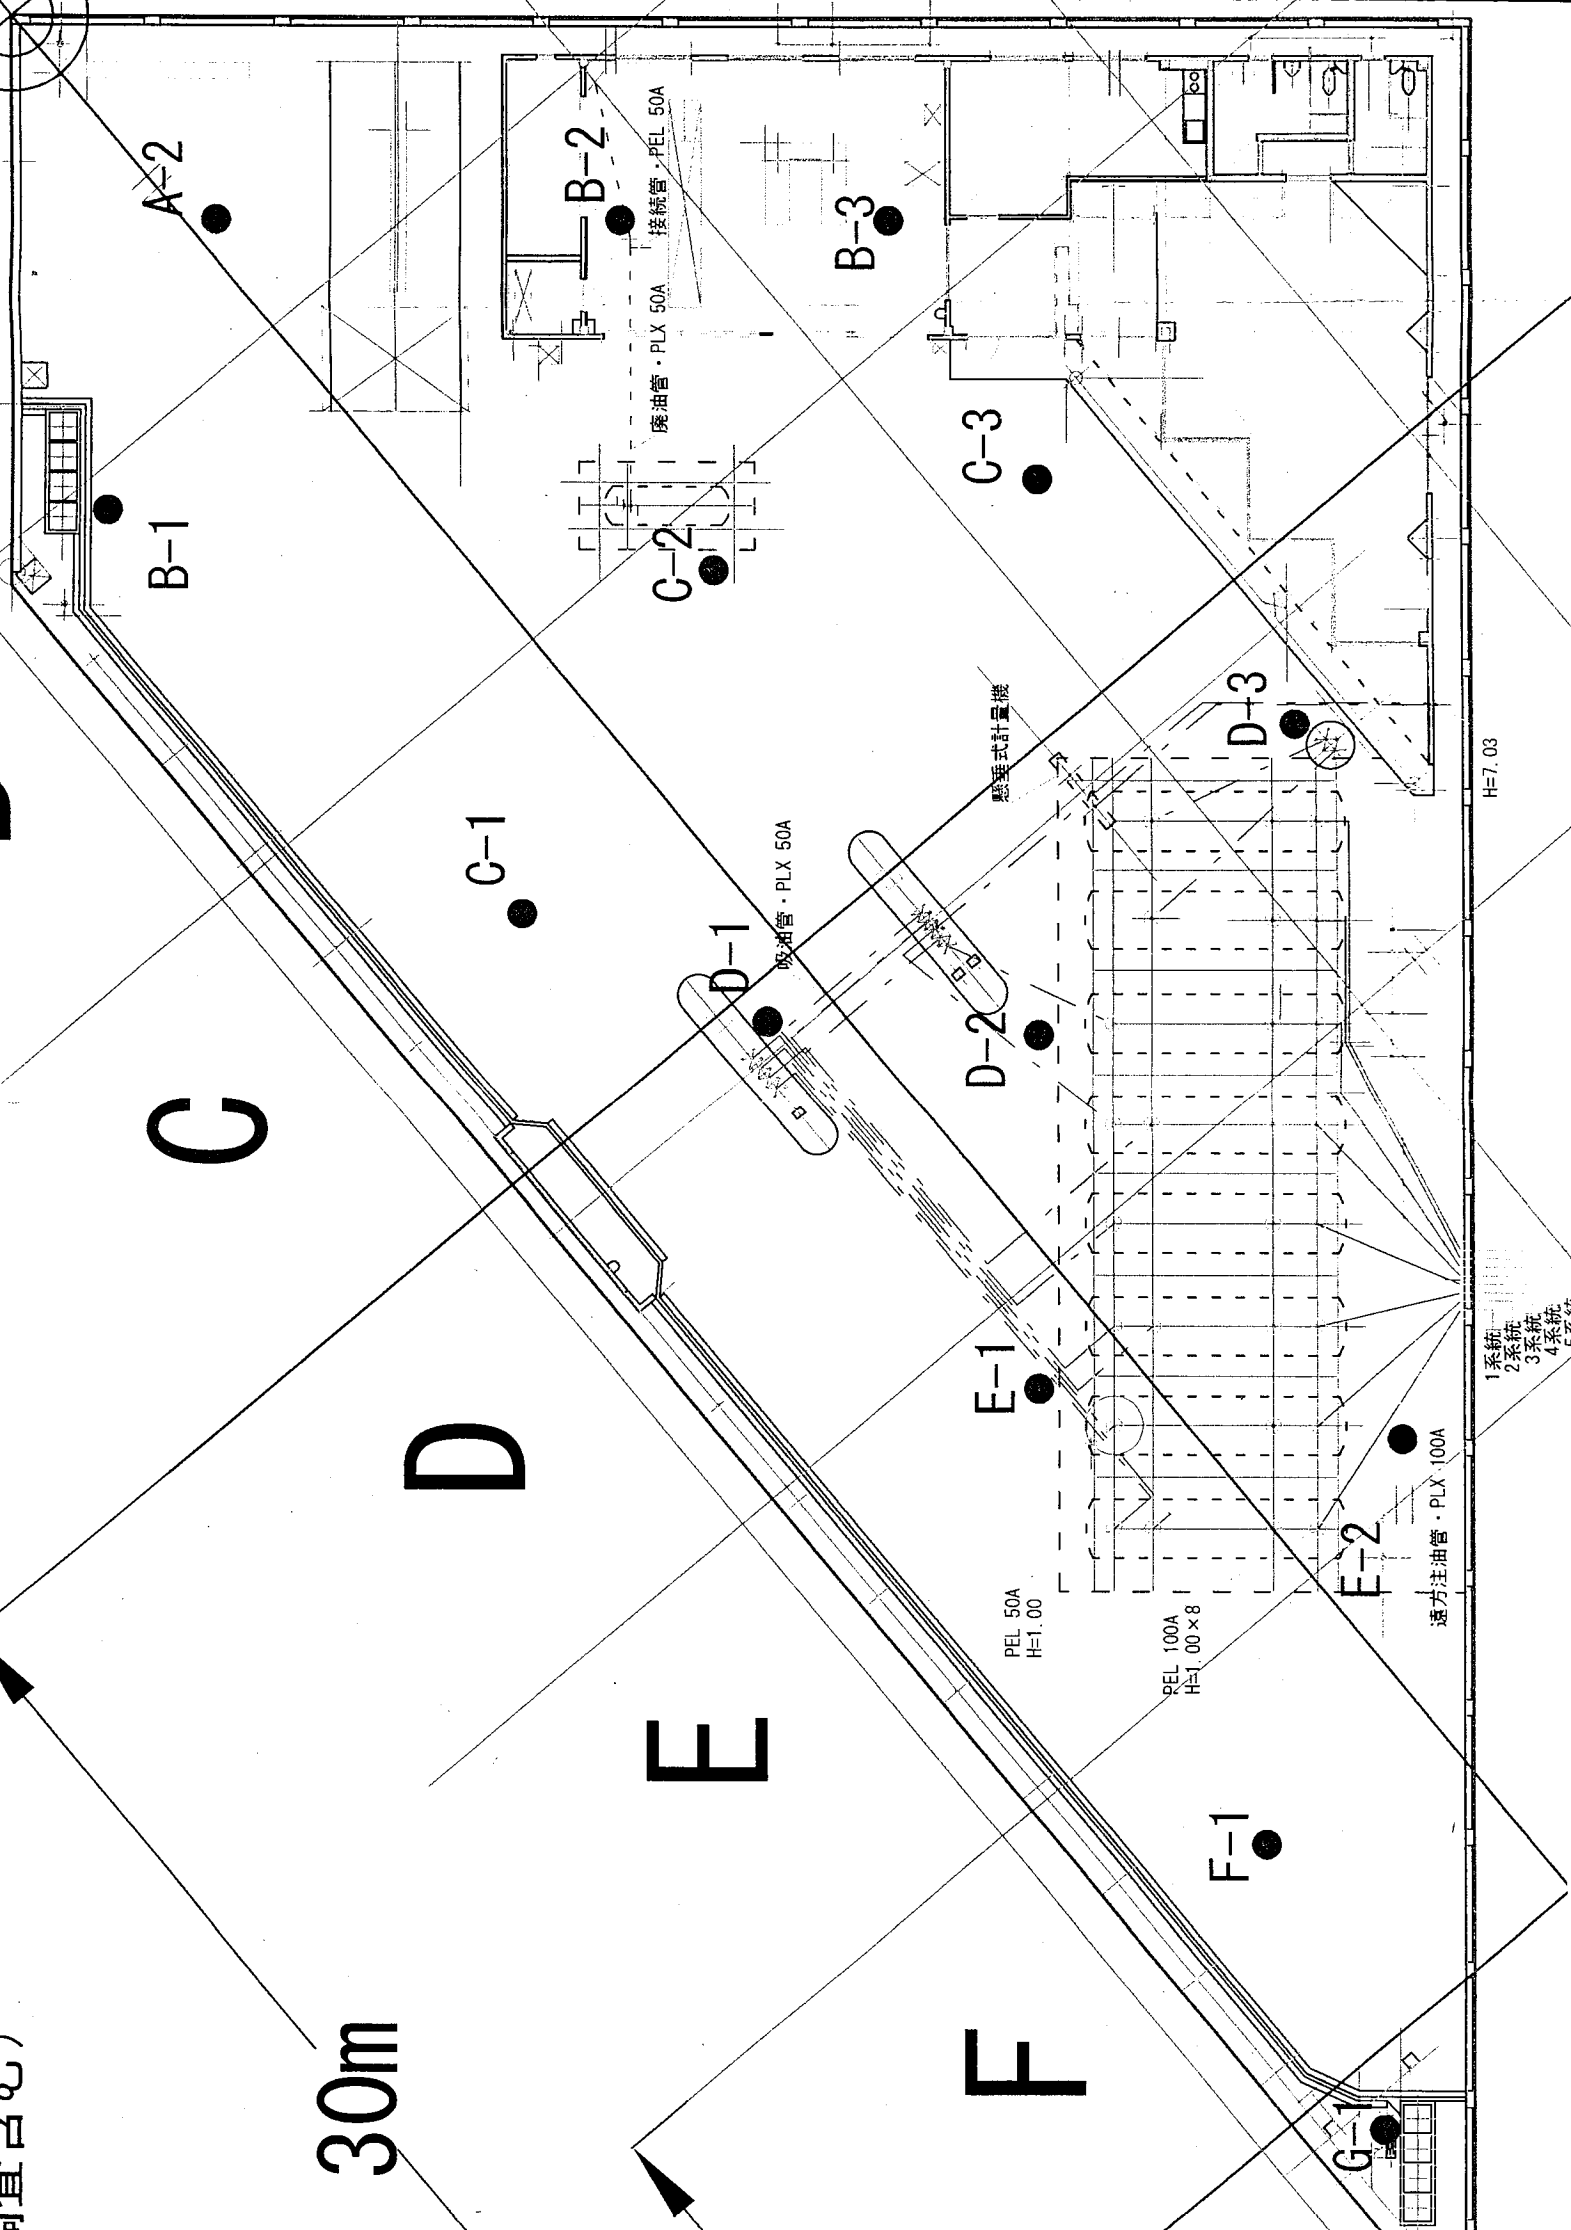 A-2
B-2
接続管・PEL 50A
B-3
廃油管・PLX 50A
B-1
C-3
C-2
懸垂式計量機
D-3
H=7.03
C-1
吸油管・PLX 50A
D-1
D-2
C
D
E-1
1系統
2系統
3系統
4系統
E-2
遠方注油管・PLX 100A
PEL 50A
H=1.00
PEL 100A
H=1.00×8
E
F-1
30m
F
G-1